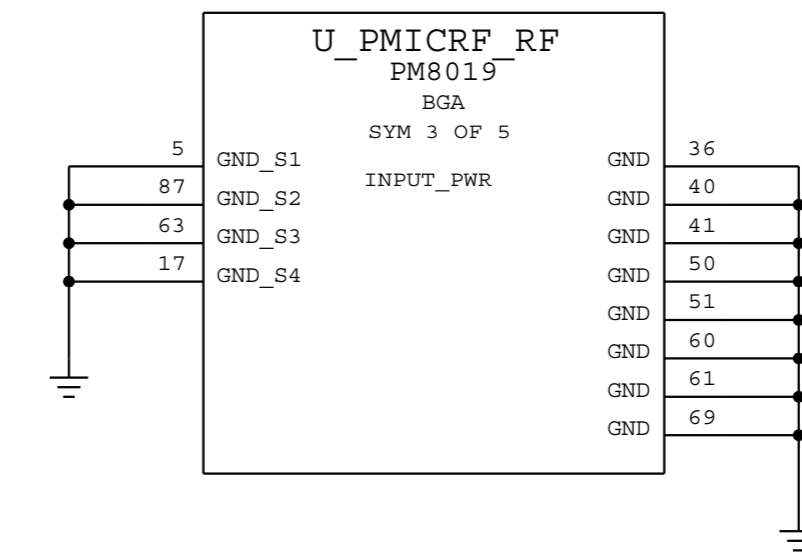 U_PMICRF_RF
PM8019
BGA
SYM 3 OF 5
INPUT_PWR
5 GND_S1
87 GND_S2
63 GND_S3
17 GND_S4
GND 36
GND 40
GND 41
GND 50
GND 51
GND 60
GND 61
GND 69